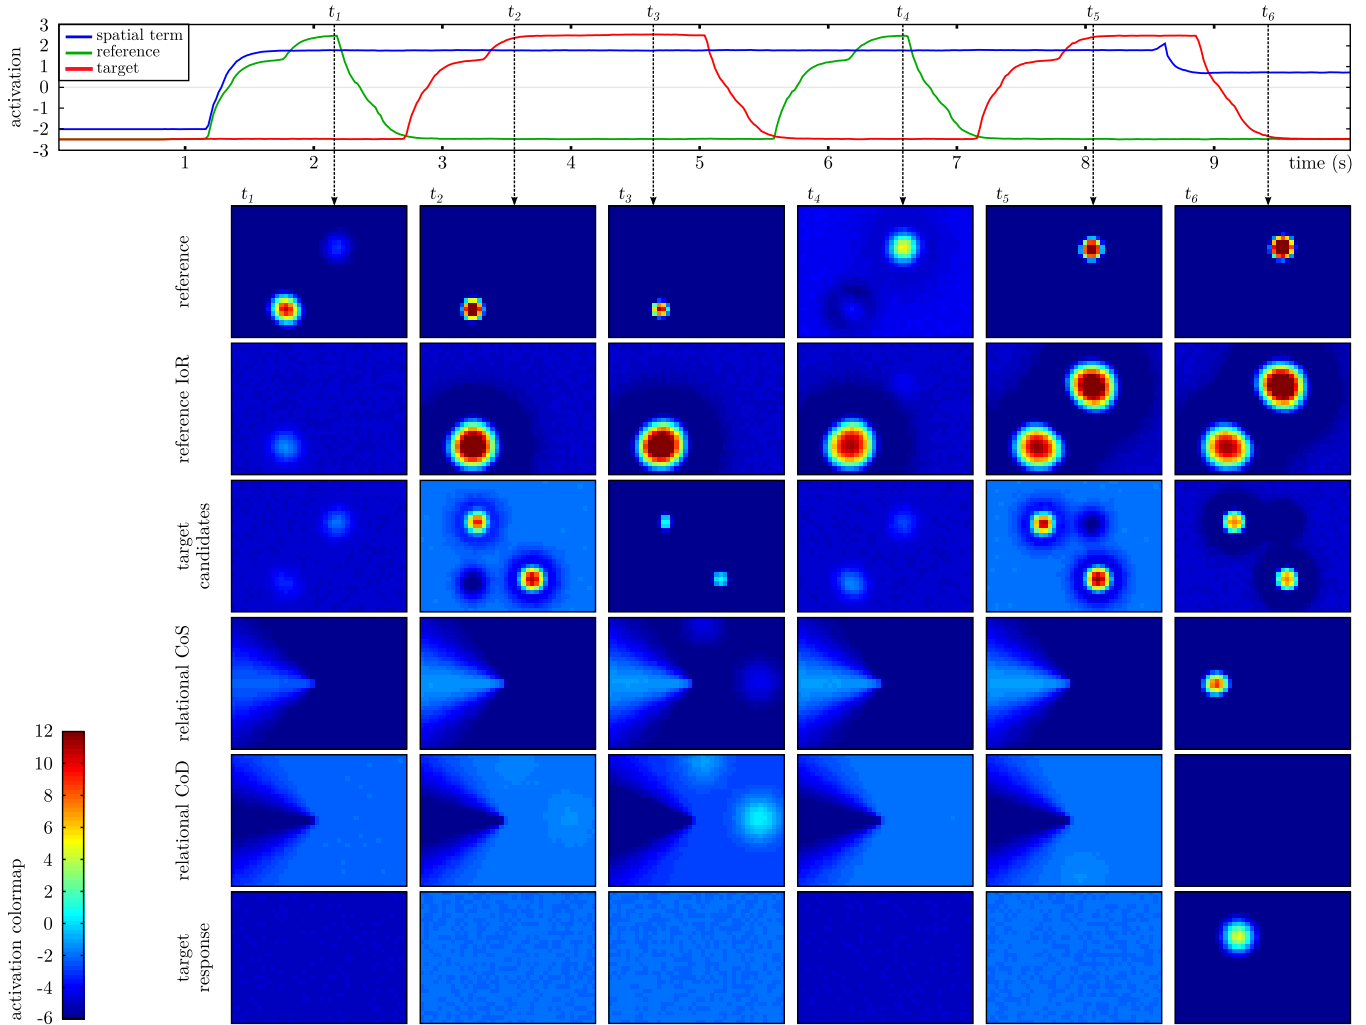 t1 t2 t3 t4 t5 t6
3
2
1
0
-1
-2
-3
activation
spatial term
reference
target
1 2 3 4 5 6 7 8 9 time (s)
t1 t2 t3 t4 t5 t6
reference
reference IoR
target
candidates
relational CoS
relational CoD
target
response
activation colormap
12
10
8
6
4
2
0
-2
-4
-6